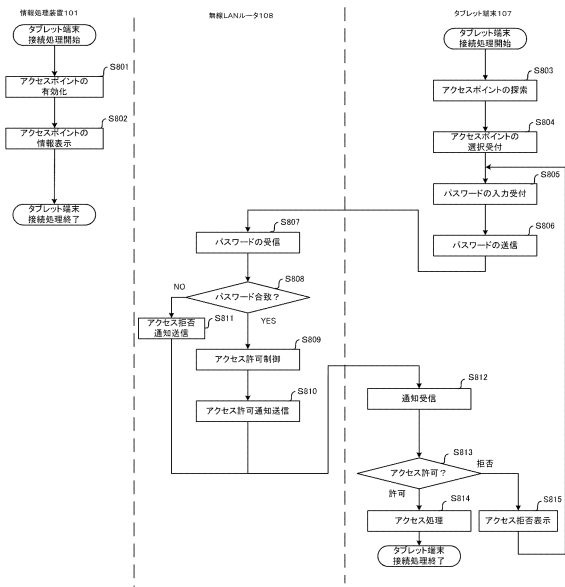 情報処理装置101
タブレット端末
接続処理開始
S801
アクセスポイントの
有効化
S802
アクセスポイントの
情報表示
タブレット端末
接続処理終了
無線LANルータ108
S807
パスワードの受信
S808
パスワード合致?
NO
YES
S811
アクセス拒否
通知送信
S809
アクセス許可制御
S810
アクセス許可通知送信
タブレット端末107
タブレット端末
接続処理開始
S803
アクセスポイントの探索
S804
アクセスポイントの
選択受付
S805
パスワードの入力受付
S806
パスワードの送信
S812
通知受信
S813
アクセス許可?
拒否
許可
S814
アクセス処理
S815
アクセス拒否表示
タブレット端末
接続処理終了